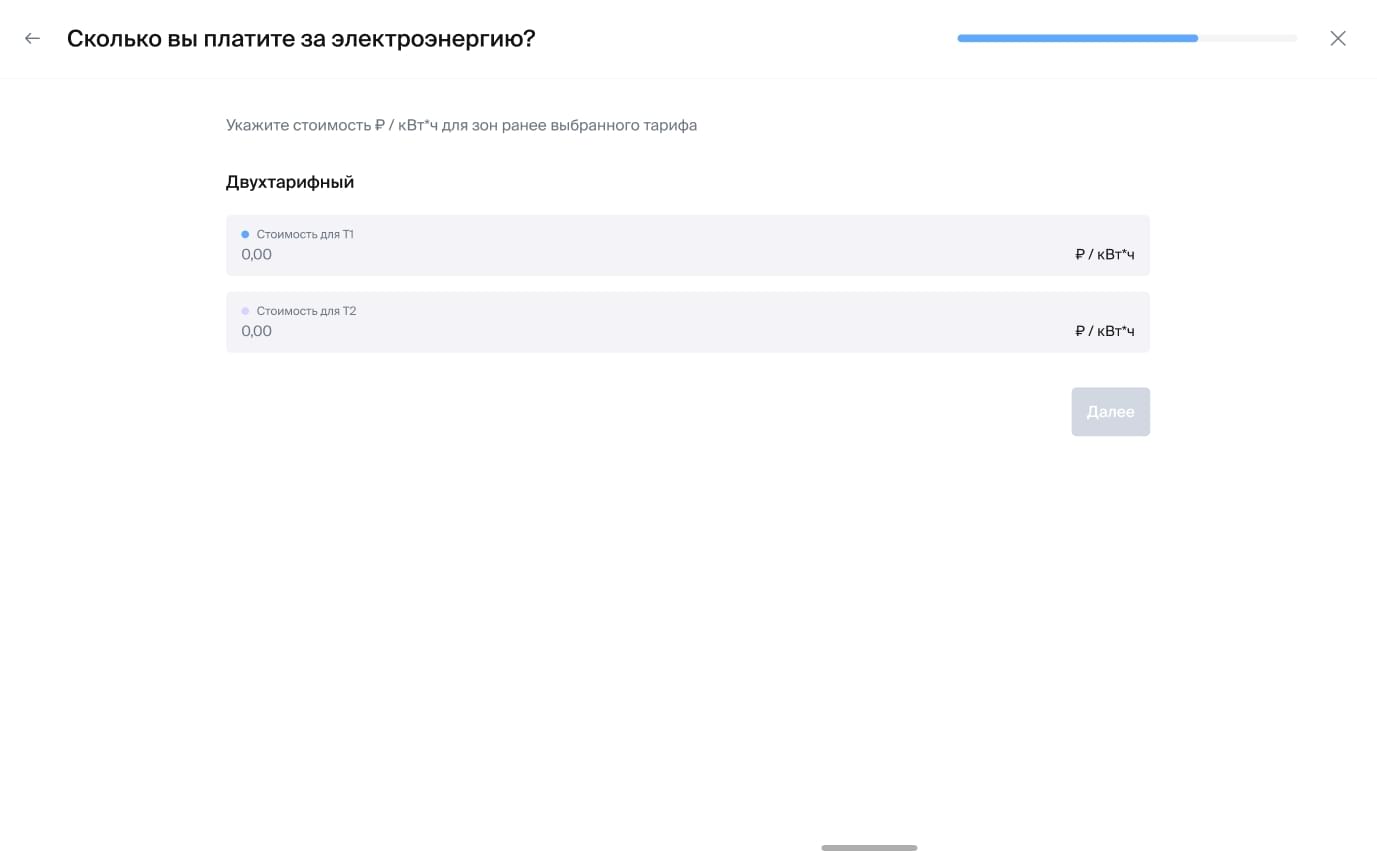 Сколько вы платите за электроэнергию?
Укажите стоимость ₽ / кВт*ч для зон ранее выбранного тарифа
Двухтарифный
Стоимость для Т1
0,00
₽ / кВт*ч
Стоимость для Т2
0,00
₽ / кВт*ч
Далее